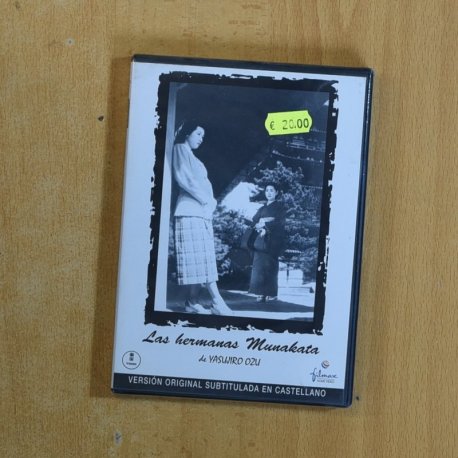 € 20.00
Las hermanas Munakata
de YASUJIRO OZU
filmax
VERSIÓN ORIGINAL SUBTITULADA EN CASTELLANO